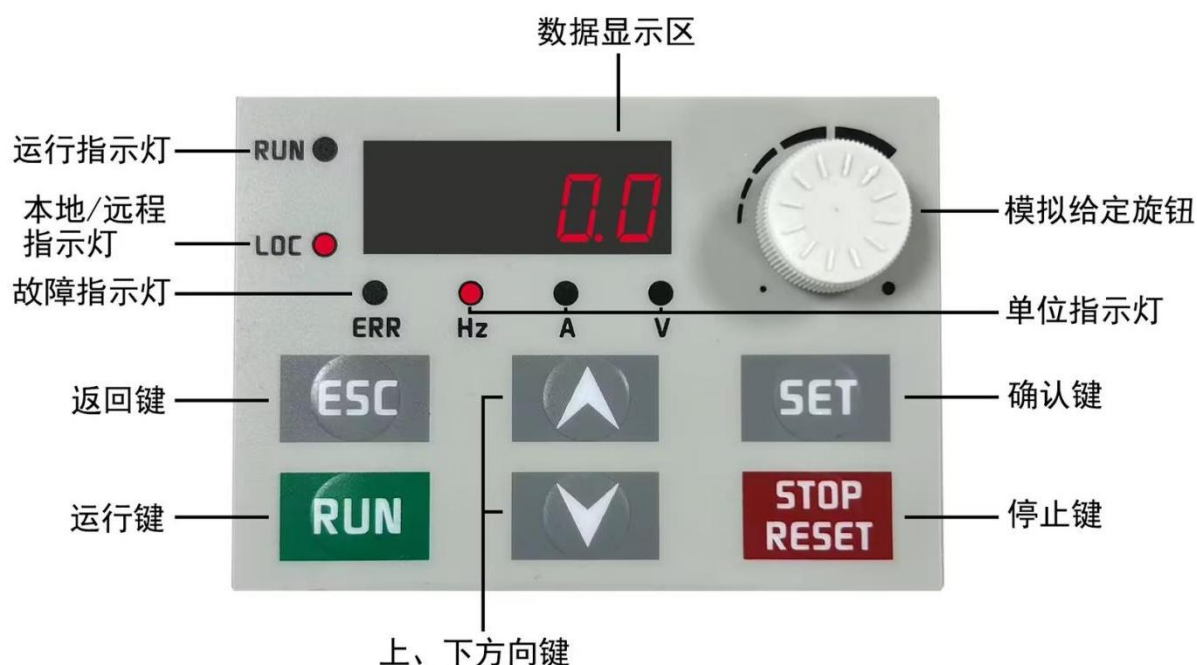 数据显示区
运行指示灯
RUN
本地/远程
指示灯
LOC
0.0
模拟给定旋钮
故障指示灯
ERR
Hz
A
V
单位指示灯
返回键
ESC
SET
确认键
运行键
RUN
STOP
RESET
停止键
上、下方向键